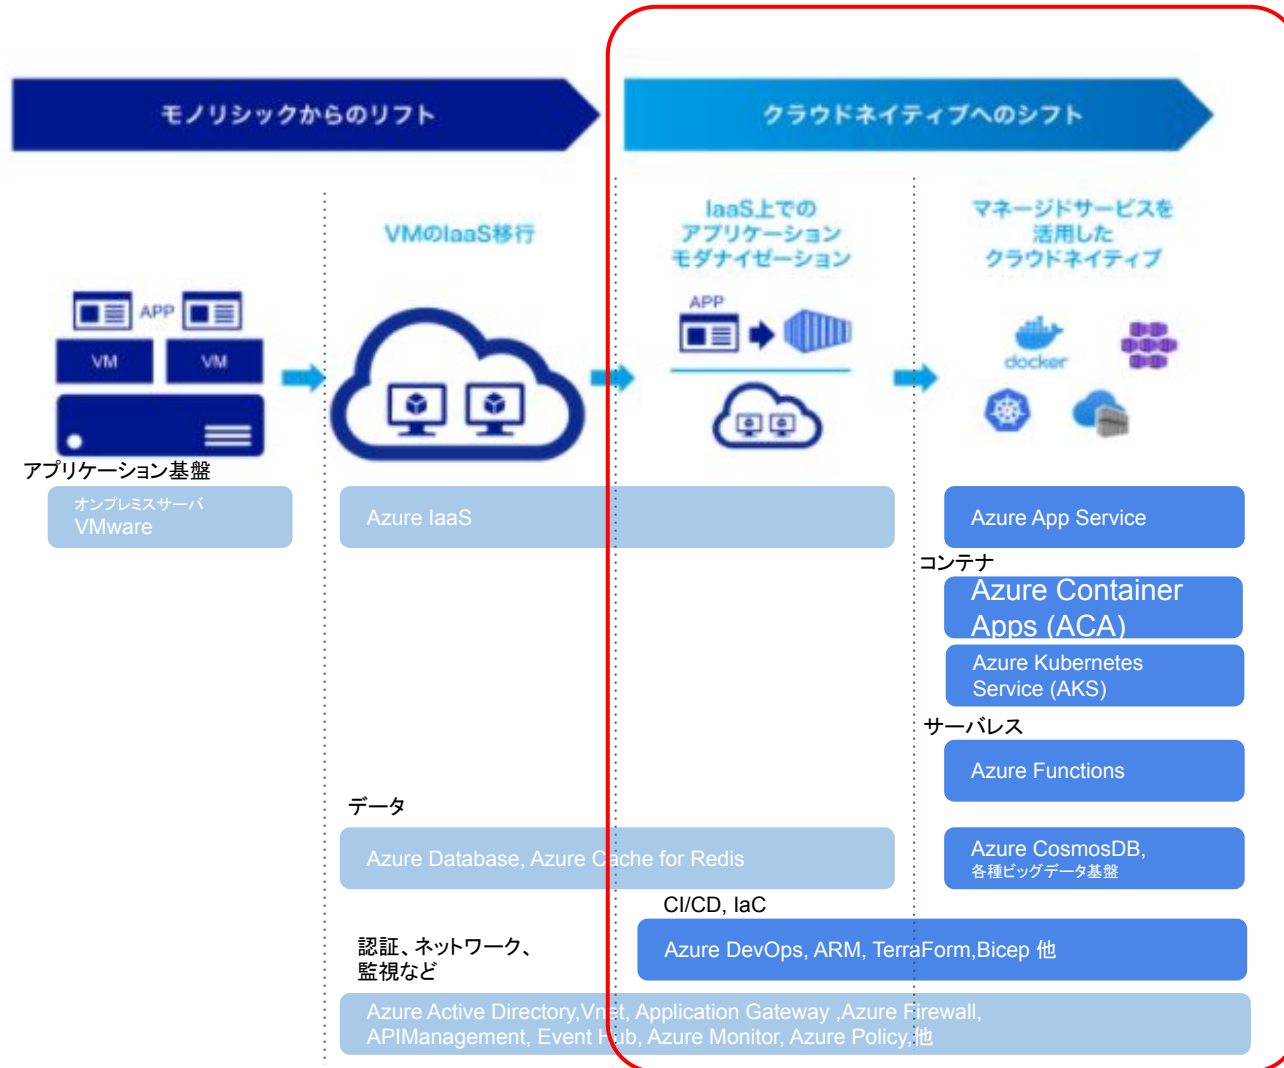 モノリシックからのリフト
クラウドネイティブへのシフト
VMのIaaS移行
IaaS上での
アプリケーション
モダナイゼーション
マネージドサービスを
活用した
クラウドネイティブ
APP
VM
VM
APP
docker
アプリケーション基盤
オンプレミスサーバ
VMware
Azure IaaS
Azure App Service
コンテナ
Azure Container
Apps (ACA)
Azure Kubernetes
Service (AKS)
サーバレス
Azure Functions
データ
Azure Database, Azure Cache for Redis
Azure CosmosDB,
各種ビッグデータ基盤
CI/CD, IaC
Azure DevOps, ARM, TerraForm,Bicep 他
認証、ネットワーク、
監視など
Azure Active Directory,Vnet, Application Gateway ,Azure Firewall,
APIManagement, Event Hub, Azure Monitor, Azure Policy,他